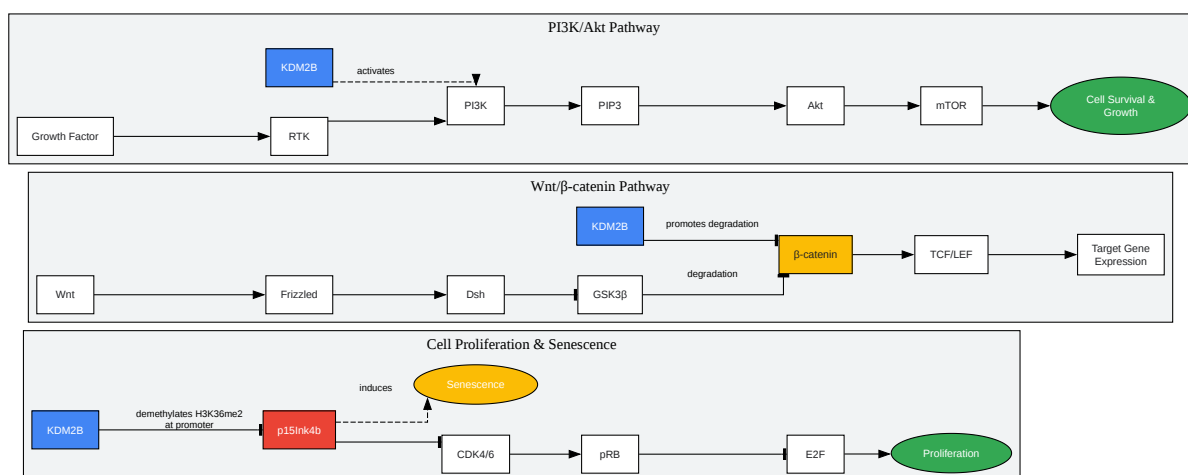 PI3K/Akt Pathway
KDM2B
activates
PI3K
PIP3
Akt
mTOR
Cell Survival &
Growth
Growth Factor
RTK
Wnt/β-catenin Pathway
KDM2B
promotes degradation
β-catenin
TCF/LEF
Target Gene
Expression
degradation
Wnt
Frizzled
Dsh
GSK3β
Cell Proliferation & Senescence
induces
Senescence
KDM2B
demethylates H3K36me2
at promoter
p15Ink4b
CDK4/6
pRB
E2F
Proliferation